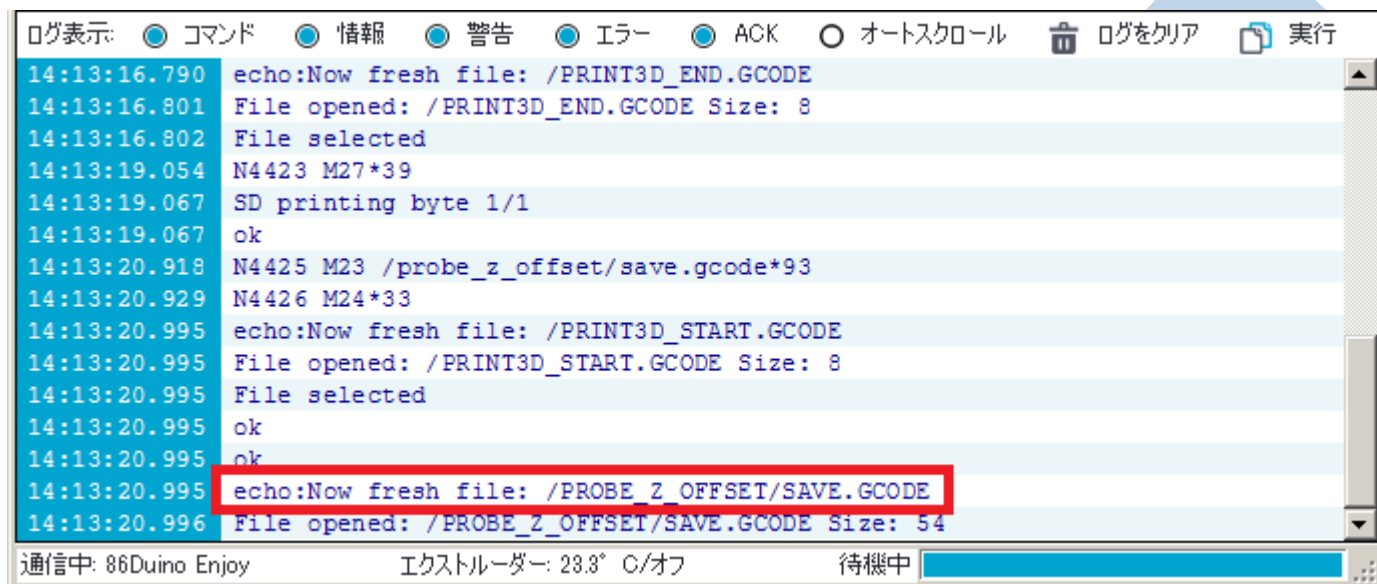 ログ表示: コマンド 情報 警告 エラー ACK オートスクロール ログをクリア 実行
14:13:16.790 echo:Now fresh file: /PRINT3D_END.GCODE
14:13:16.801 File opened: /PRINT3D_END.GCODE Size: 8
14:13:16.802 File selected
14:13:19.054 N4423 M27*39
14:13:19.067 SD printing byte 1/1
14:13:19.067 ok
14:13:20.918 N4425 M23 /probe_z_offset/save.gcode*93
14:13:20.929 N4426 M24*33
14:13:20.995 echo:Now fresh file: /PRINT3D_START.GCODE
14:13:20.995 File opened: /PRINT3D_START.GCODE Size: 8
14:13:20.995 File selected
14:13:20.995 ok
14:13:20.995 ok
14:13:20.995 echo:Now fresh file: /PROBE_Z_OFFSET/SAVE.GCODE
14:13:20.996 File opened: /PROBE_Z_OFFSET/SAVE.GCODE Size: 54
通信中: 86Duino Enjoy エクストルーダー: 23.3° C/オフ 待機中